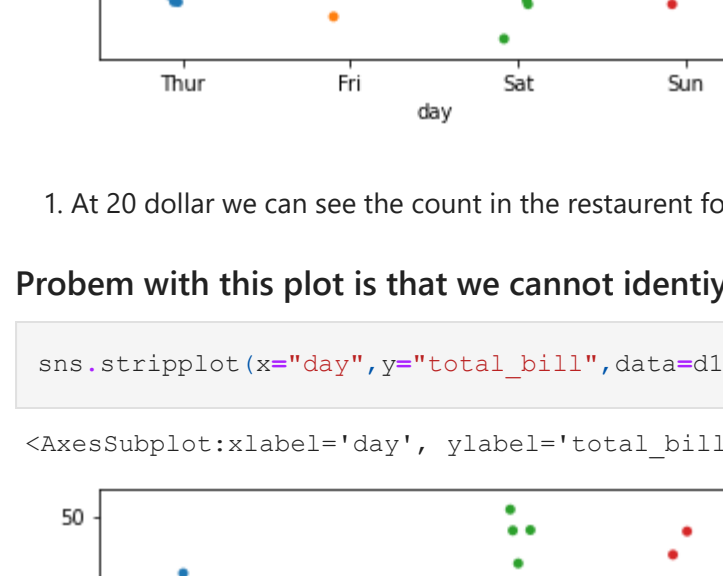 Thur Fri Sat Sun
day
1. At 20 dollar we can see the count in the restaurent fo
Probem with this plot is that we cannot identiy
sns.stripplot(x="day",y="total_bill",data=d1
<AxesSubplot:xlabel='day', ylabel='total_bill
50